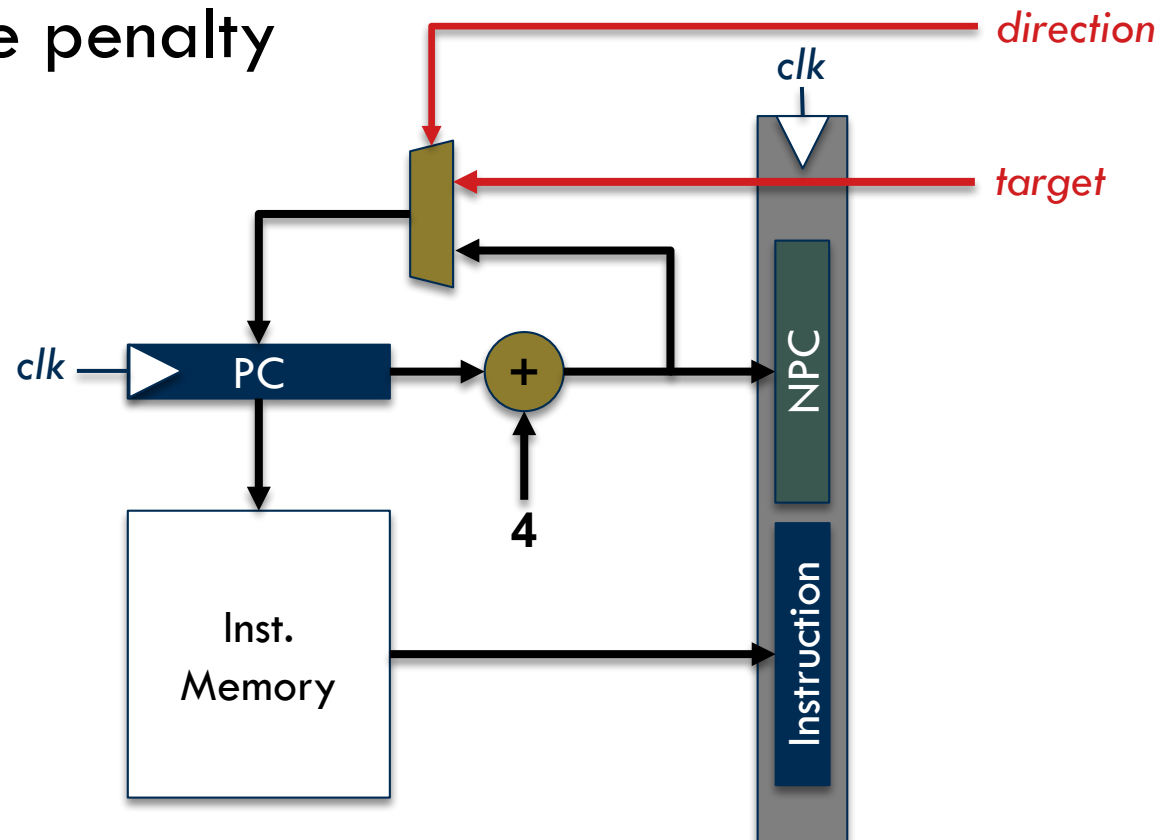 e penalty
direction
clk
target
clk
PC
+
NPC
4
Inst.
Memory
Instruction